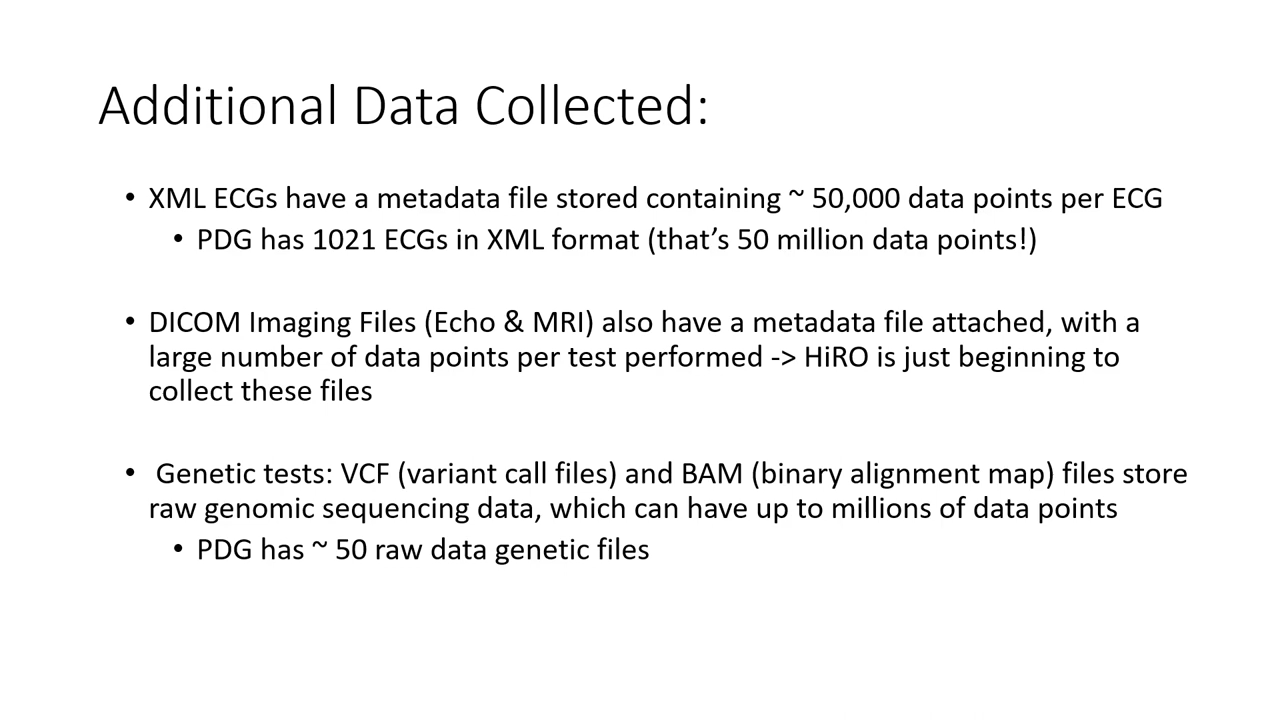 Additional Data Collected:
• XML ECGs have a metadata file stored containing ~ 50,000 data points per ECG
• PDG has 1021 ECGs in XML format (that’s 50 million data points!)
• DICOM Imaging Files (Echo & MRI) also have a metadata file attached, with a
large number of data points per test performed -> HiRO is just beginning to
collect these files
• Genetic tests: VCF (variant call files) and BAM (binary alignment map) files store
raw genomic sequencing data, which can have up to millions of data points
• PDG has ~ 50 raw data genetic files